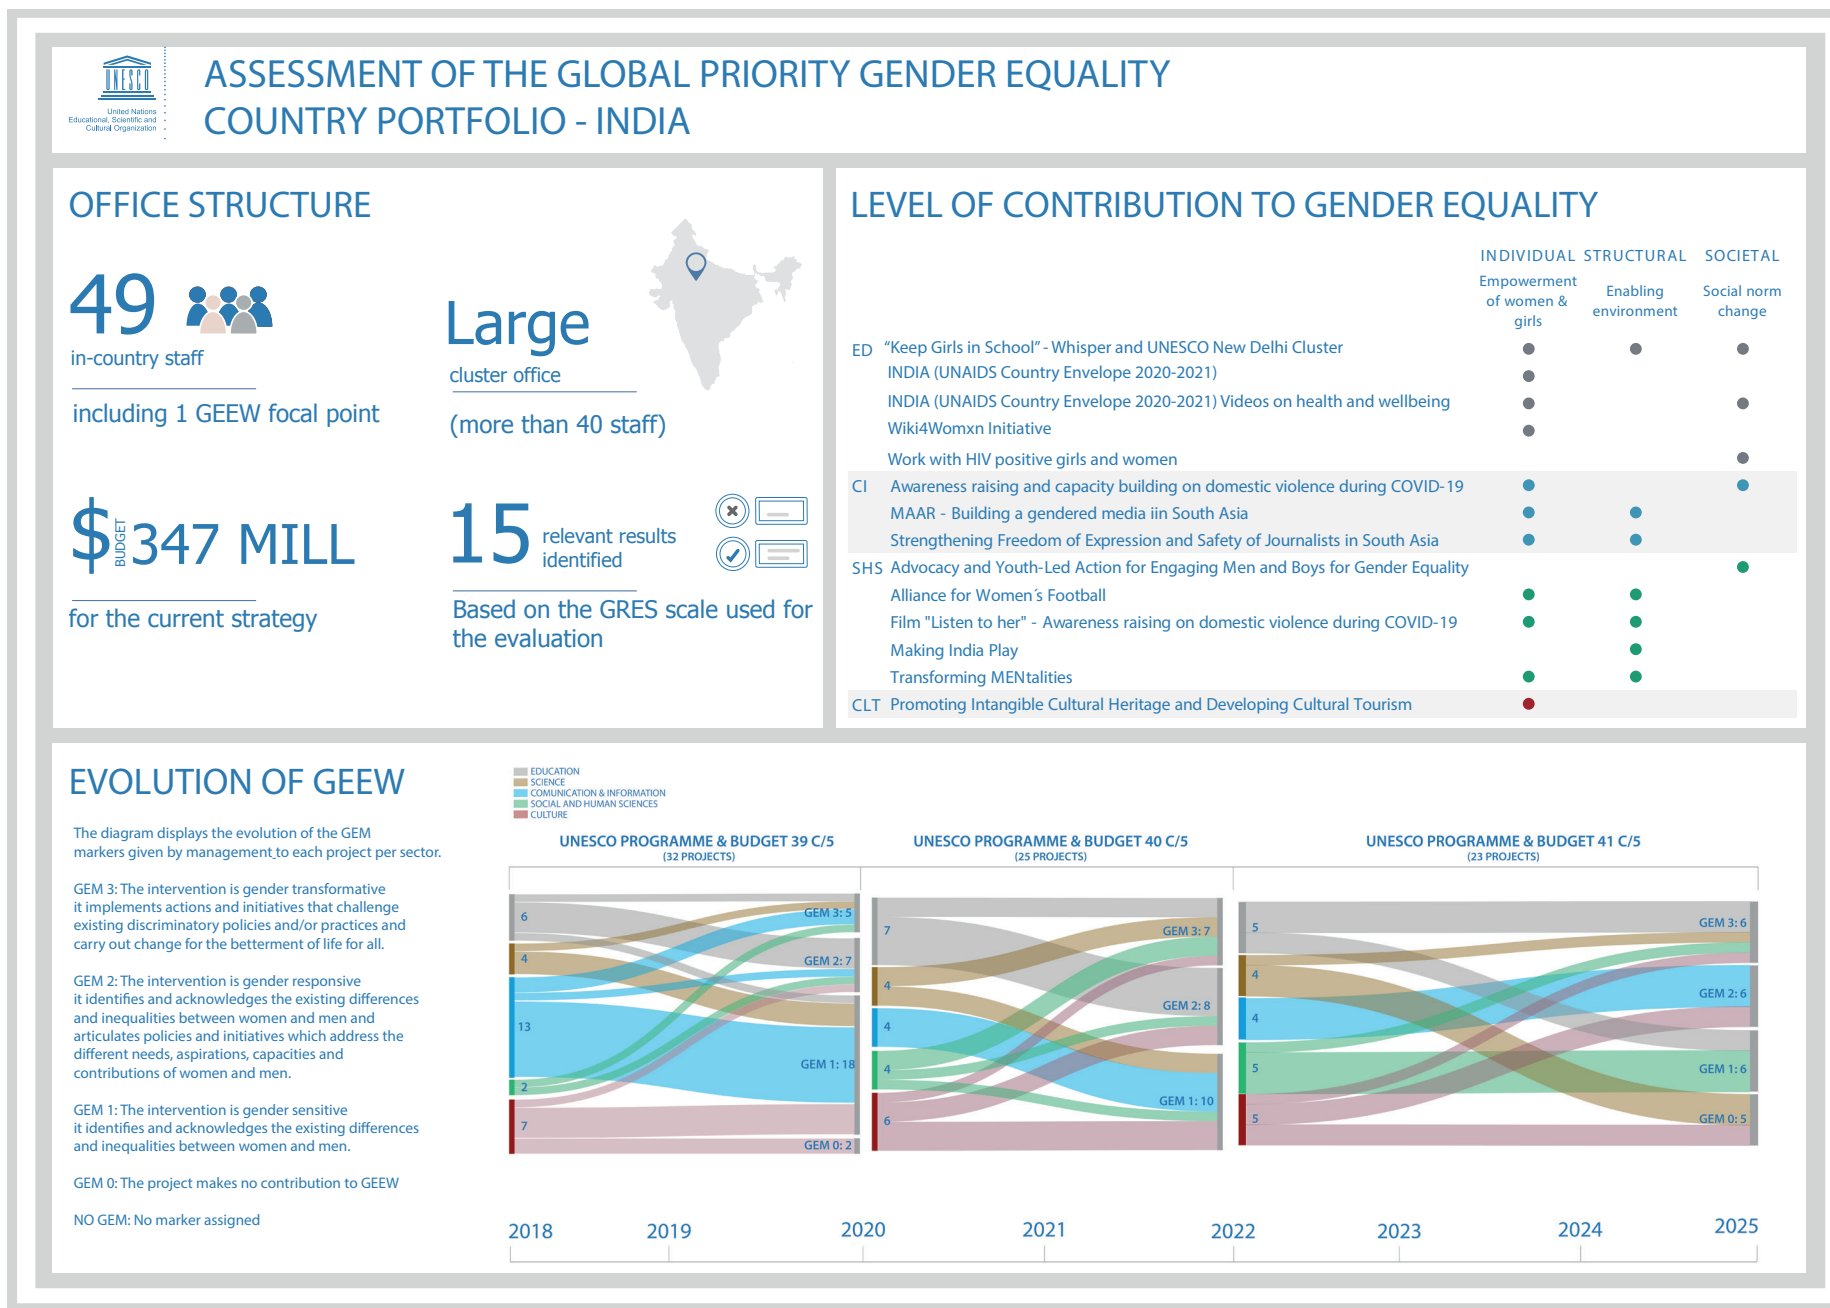 UNESCO
United Nations
Educational, Scientific and
Cultural Organization
ASSESSMENT OF THE GLOBAL PRIORITY GENDER EQUALITY
COUNTRY PORTFOLIO - INDIA
OFFICE STRUCTURE
49
in-country staff
including 1 GEEW focal point
Large
cluster office
(more than 40 staff)
$ BUDGET 347 MILL
for the current strategy
15 relevant results
identified
Based on the GRES scale used for
the evaluation
LEVEL OF CONTRIBUTION TO GENDER EQUALITY
INDIVIDUAL STRUCTURAL SOCIETAL
Empowerment
of women &
girls
Enabling
environment
Social norm
change
ED "Keep Girls in School" - Whisper and UNESCO New Delhi Cluster
INDIA (UNAIDS Country Envelope 2020-2021)
INDIA (UNAIDS Country Envelope 2020-2021) Videos on health and wellbeing
Wiki4Womxn Initiative
Work with HIV positive girls and women
CI Awareness raising and capacity building on domestic violence during COVID-19
MAAR - Building a gendered media iin South Asia
Strengthening Freedom of Expression and Safety of Journalists in South Asia
SHS Advocacy and Youth-Led Action for Engaging Men and Boys for Gender Equality
Alliance for Women´s Football
Film "Listen to her" - Awareness raising on domestic violence during COVID-19
Making India Play
Transforming MENtalities
CLT Promoting Intangible Cultural Heritage and Developing Cultural Tourism
EVOLUTION OF GEEW
The diagram displays the evolution of the GEM
markers given by management to each project per sector.
GEM 3: The intervention is gender transformative
it implements actions and initiatives that challenge
existing discriminatory policies and/or practices and
carry out change for the betterment of life for all.
GEM 2: The intervention is gender responsive
it identifies and acknowledges the existing differences
and inequalities between women and men and
articulates policies and initiatives which address the
different needs, aspirations, capacities and
contributions of women and men.
GEM 1: The intervention is gender sensitive
it identifies and acknowledges the existing differences
and inequalities between women and men.
GEM 0: The project makes no contribution to GEEW
NO GEM: No marker assigned
EDUCATION
SCIENCE
COMUNICATION & INFORMATION
SOCIAL AND HUMAN SCIENCES
CULTURE
UNESCO PROGRAMME & BUDGET 39 C/5
(32 PROJECTS)
6
4
13
2
7
GEM 3: 5
GEM 2: 7
GEM 1: 18
GEM 0: 2
UNESCO PROGRAMME & BUDGET 40 C/5
(25 PROJECTS)
7
4
4
4
6
GEM 3: 7
GEM 2: 8
GEM 1: 10
UNESCO PROGRAMME & BUDGET 41 C/5
(23 PROJECTS)
5
4
4
5
5
GEM 3: 6
GEM 2: 6
GEM 1: 6
GEM 0: 5
2018 2019 2020 2021 2022 2023 2024 2025